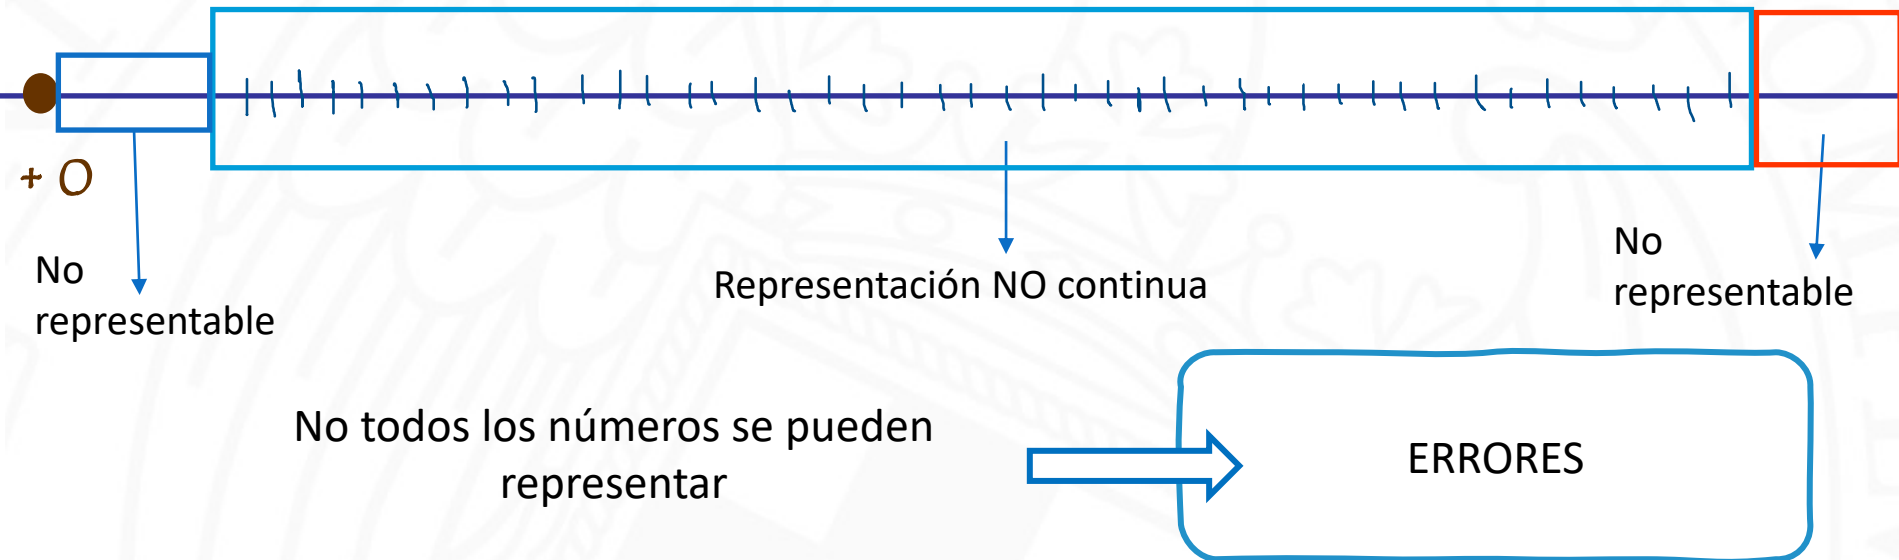 + 0
No
representable
Representación NO continua
No
representable
No todos los números se pueden
representar
ERRORES